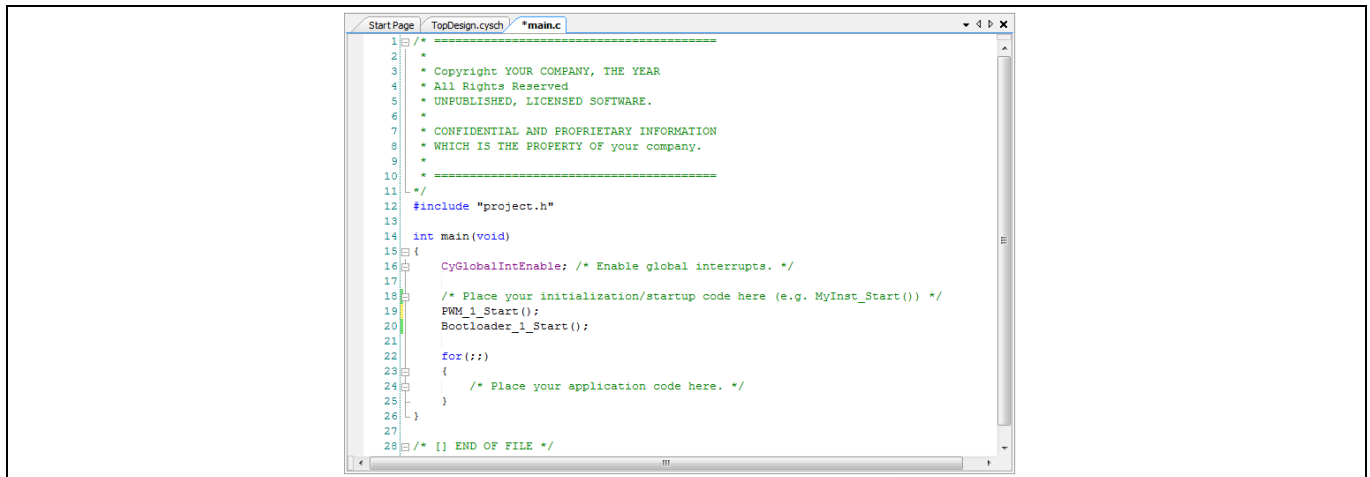 Start Page TopDesign.cysch *main.c
1 /* ========================================
2 *
3 * Copyright YOUR COMPANY, THE YEAR
4 * All Rights Reserved
5 * UNPUBLISHED, LICENSED SOFTWARE.
6 *
7 * CONFIDENTIAL AND PROPRIETARY INFORMATION
8 * WHICH IS THE PROPERTY OF your company.
9 *
10 * ========================================
11 */
12 #include "project.h"
13
14 int main(void)
15 {
16 CyGlobalIntEnable; /* Enable global interrupts. */
17
18 /* Place your initialization/startup code here (e.g. MyInst_Start()) */
19 PWM_1_Start();
20 Bootloader_1_Start();
21
22 for(;;)
23 {
24 /* Place your application code here. */
25 }
26 }
27
28 /* [] END OF FILE */